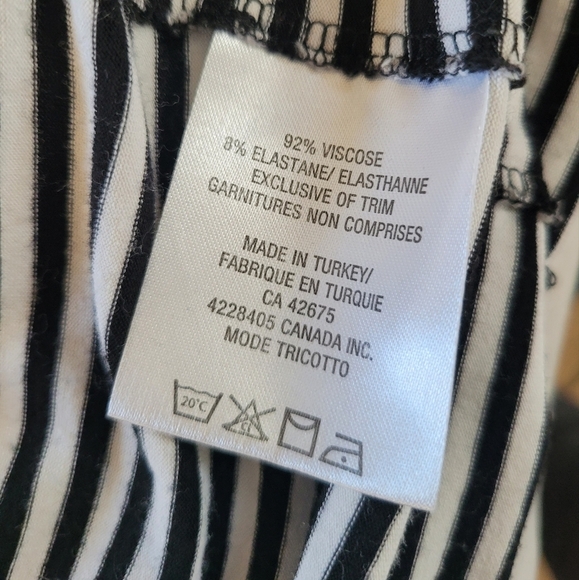 92% VISCOSE
8% ELASTANE/ ELASTHANNE
EXCLUSIVE OF TRIM
GARNITURES NON COMPRISES
MADE IN TURKEY/
FABRIQUE EN TURQUIE
CA 42675
4228405 CANADA INC.
MODE TRICOTTO
20°C CL